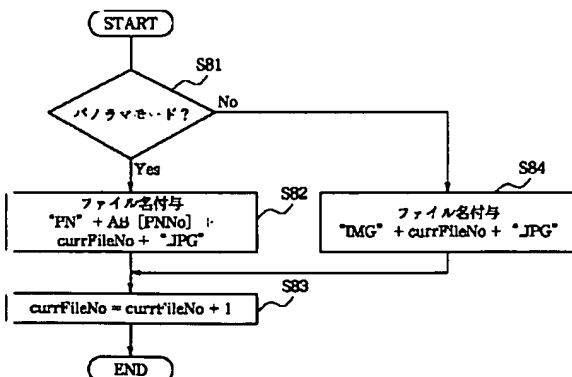 START
S81
パノラマモード？
No
Yes
S84
ファイル名付与
"PN" + AB [PNNo] +
currFileNo + "JPG"
S82
ファイル名付与
"IMG" + currFileNo + "JPG"
S83
currFileNo = currFileNo + 1
END